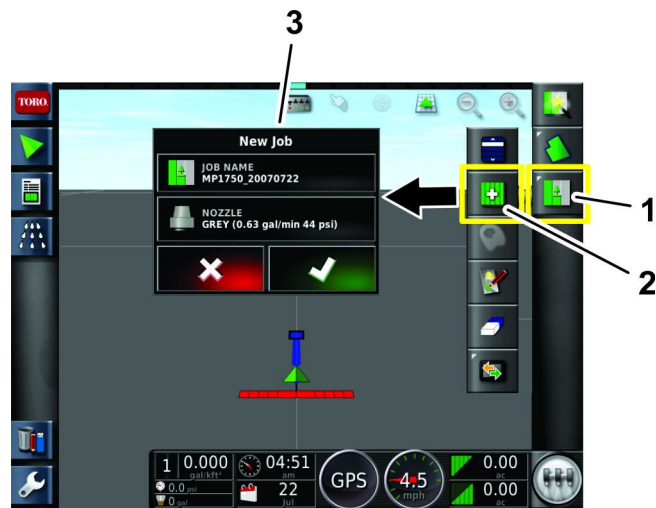 3
TORO.
New Job
JOB NAME
MP1750_20070722
NOZZLE
GREY (0.63 gal/min 44 psi)
1
2
1 0.000 gal/kft²
0.0 psi
0 gal
04:51 am
22 Jul
GPS
4.5 mph
0.00 ac
0.00 ac